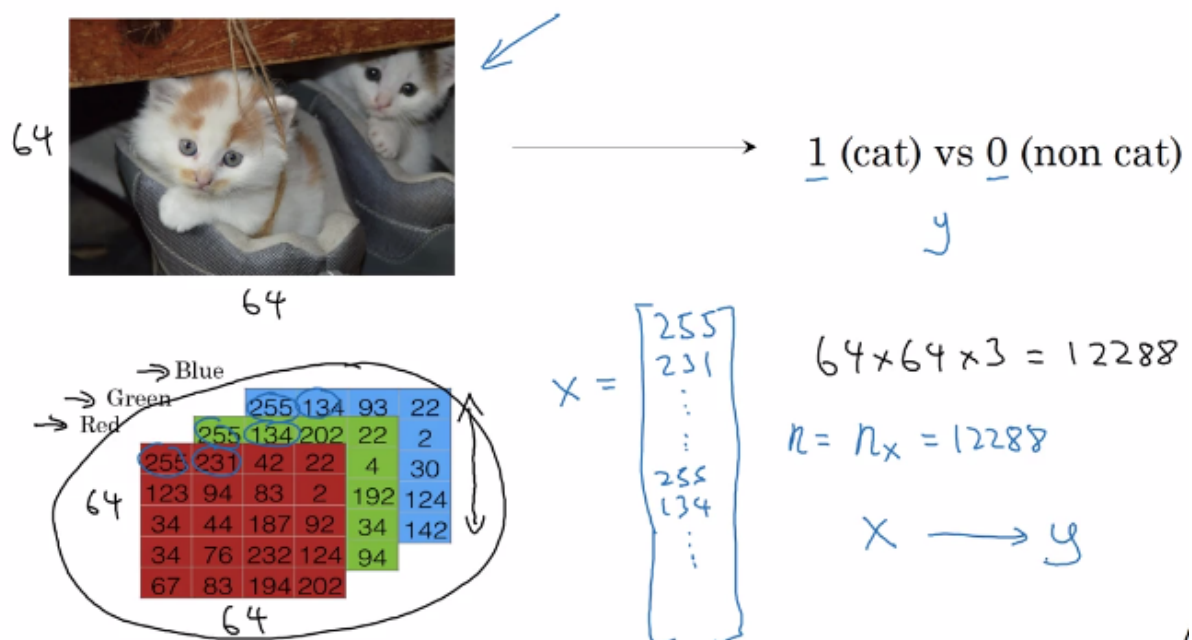 64
1 (cat) vs 0 (non cat)
y
64
Blue
Green
Red
255 134 93 22
255 134 202 22 2
255 231 42 22 4 30
64
123 94 83 2 192 124
34 44 187 92 34 142
34 76 232 124 94
67 83 194 202
64
x =
255
231
⋮
⋮
255
134
⋮
64×64×3 = 12288
n = nₓ = 12288
x → y